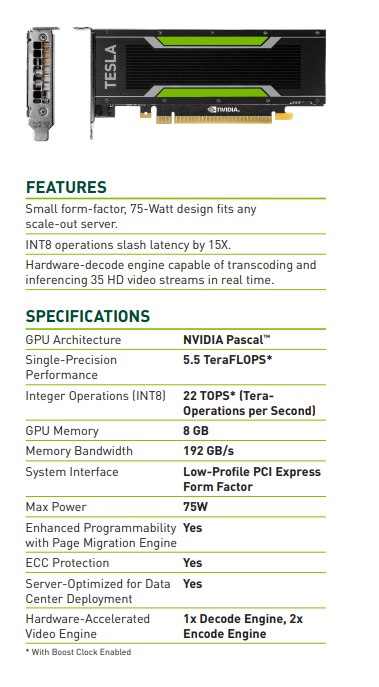 TESLA
NVIDIA.
FEATURES
Small form-factor, 75-Watt design fits any
scale-out server.
INT8 operations slash latency by 15X.
Hardware-decode engine capable of transcoding and
inferencing 35 HD video streams in real time.
SPECIFICATIONS
GPU Architecture NVIDIA Pascal™
Single-Precision 5.5 TeraFLOPS*
Performance
Integer Operations (INT8) 22 TOPS* (Tera-
Operations per Second)
GPU Memory 8 GB
Memory Bandwidth 192 GB/s
System Interface Low-Profile PCI Express
Form Factor
Max Power 75W
Enhanced Programmability Yes
with Page Migration Engine
ECC Protection Yes
Server-Optimized for Data Yes
Center Deployment
Hardware-Accelerated 1x Decode Engine, 2x
Video Engine Encode Engine
* With Boost Clock Enabled